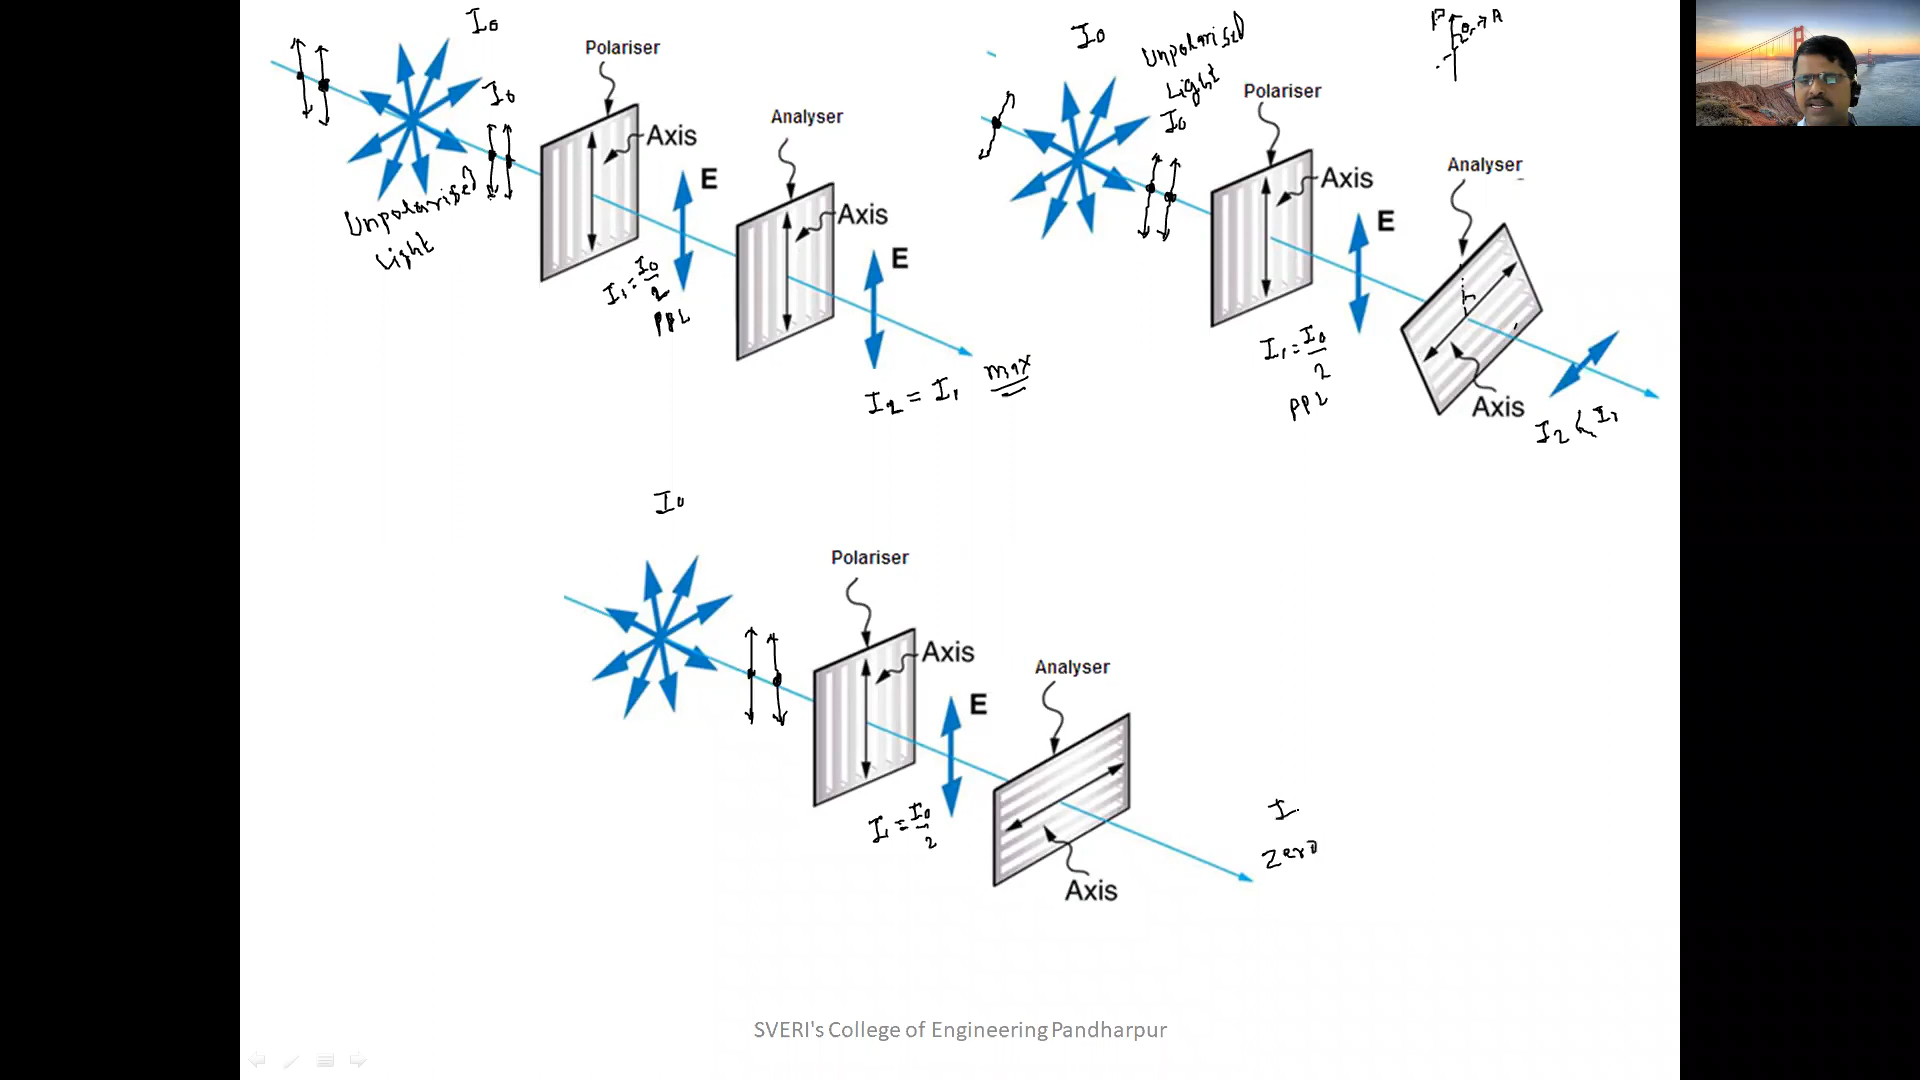 I₀
Polariser
I₀
Axis
Analyser
E
Axis
Unpolarised
Light
E
I₁ = I₀/2
PPL
I₂ = I₁ max
I₀
Unpolarised
Light
I₀
P
θ
A
Polariser
Axis
Analyser
E
I₁ = I₀/2
PPL
Axis
I₂ < I₁
I₀
Polariser
Axis
Analyser
E
I₁ = I₀/2
Axis
I
Zero
SVERI's College of Engineering Pandharpur